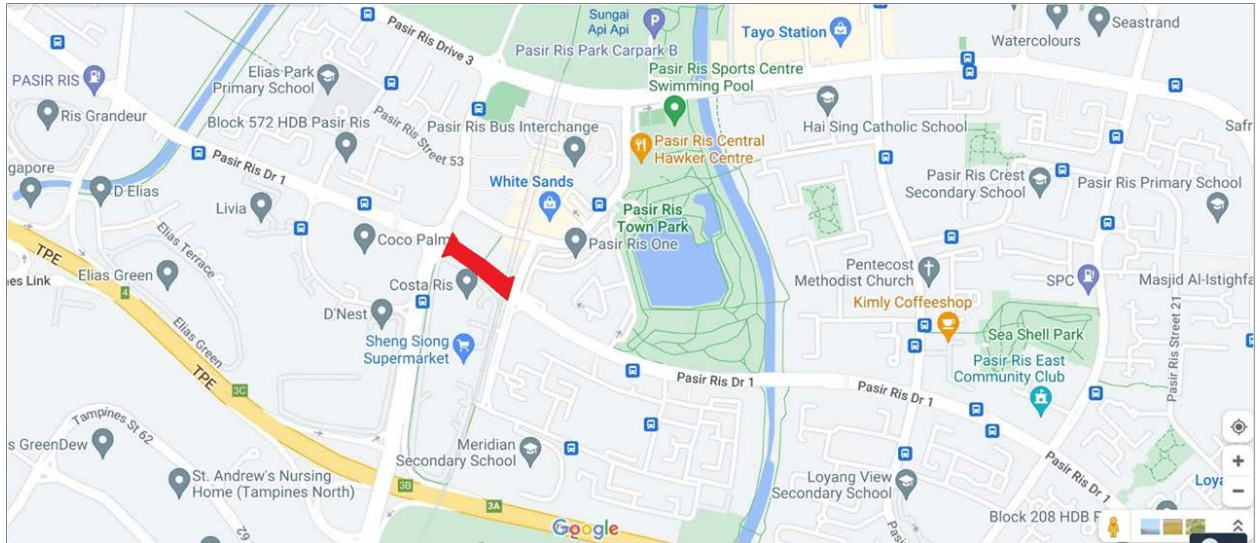 Sungai
Api Api
Pasir Ris Park Carpark B
Tayo Station
Seastrand
Watercolours
Pasir Ris Drive 3
PASIR RIS
Elias Park
Primary School
Pasir Ris Sports Centre
Swimming Pool
Ris Grandeur
Block 572 HDB Pasir Ris
Pasir Ris Street 53
Pasir Ris Bus Interchange
Hai Sing Catholic School
Safr
Pasir Ris Central
Hawker Centre
Pasir Ris Dr 1
gapore
White Sands
Pasir Ris Crest
Secondary School
Pasir Ris Primary School
D Elias
Livia
Pasir Ris
Town Park
Coco Palm
Pasir Ris One
Elias Terrace
TPE
nes Link
Elias Green
4
Costa Ris
Pentecost
Methodist Church
SPC
Masjid Al-Istighfa
D'Nest
Kimly Coffeeshop
Elias Green
Sheng Siong
Supermarket
Sea Shell Park
Pasir Ris Street 21
Pasir Ris East
Community Club
TPE
3C
Pasir Ris Dr 1
Pasir Ris Dr 1
Tampines St 62
s GreenDew
Meridian
Secondary School
St. Andrew's Nursing
Home (Tampines North)
3B
Pasir Ris Dr 1
Loyang View
Secondary School
Loya
3A
62
Google
Block 208 HDB P
Pasi